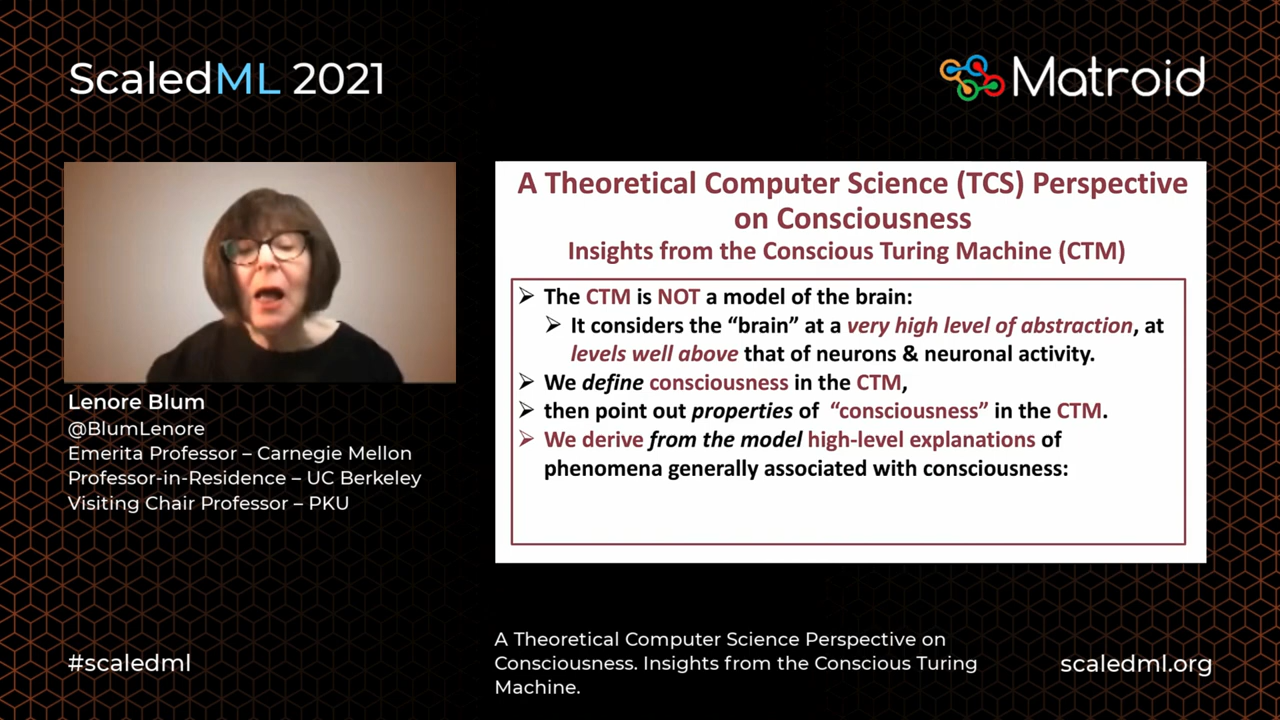 ScaledML 2021
Matroid
A Theoretical Computer Science (TCS) Perspective
on Consciousness
Insights from the Conscious Turing Machine (CTM)
➢ The CTM is NOT a model of the brain:
➢ It considers the “brain” at a very high level of abstraction, at
levels well above that of neurons & neuronal activity.
➢ We define consciousness in the CTM,
➢ then point out properties of “consciousness” in the CTM.
➢ We derive from the model high-level explanations of
phenomena generally associated with consciousness:
Lenore Blum
@BlumLenore
Emerita Professor – Carnegie Mellon
Professor-in-Residence – UC Berkeley
Visiting Chair Professor – PKU
#scaledml
A Theoretical Computer Science Perspective on
Consciousness. Insights from the Conscious Turing
Machine.
scaledml.org